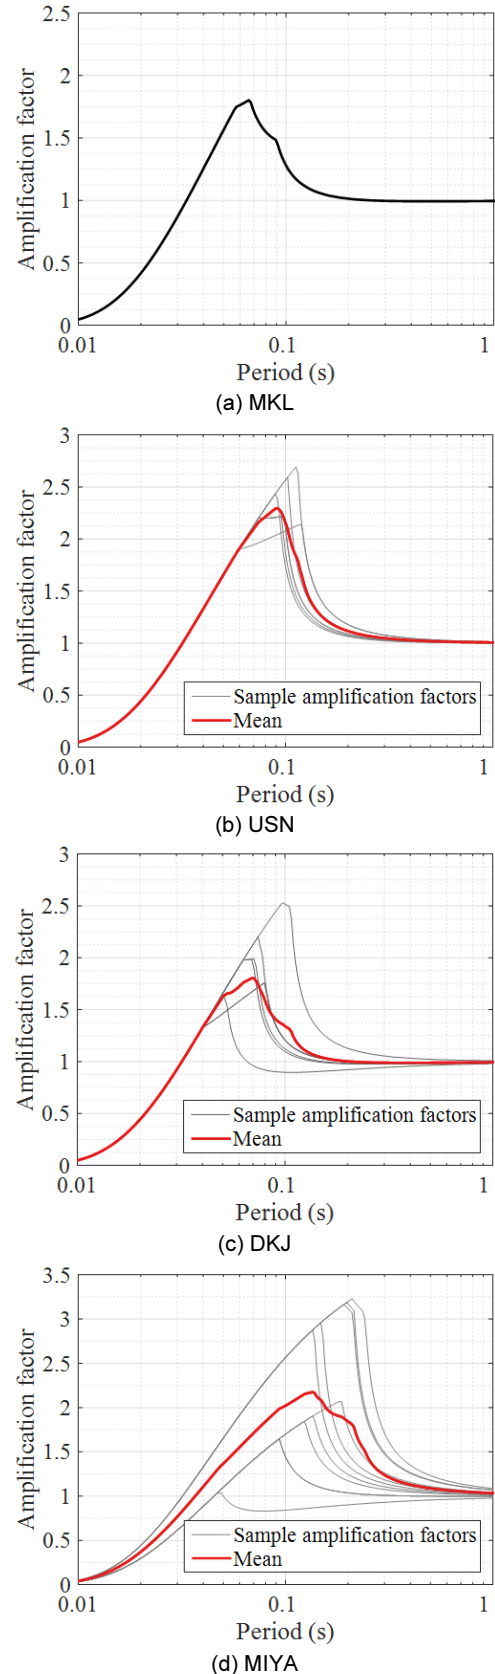 2.5
2
1.5
1
0.5
0
Amplification factor
0.01
0.1
1
Period (s)
(a) MKL
3
2.5
2
1.5
1
0.5
0
Amplification factor
Sample amplification factors
Mean
0.01
0.1
1
Period (s)
(b) USN
3
2.5
2
1.5
1
0.5
0
Amplification factor
Sample amplification factors
Mean
0.01
0.1
1
Period (s)
(c) DKJ
3.5
3
2.5
2
1.5
1
0.5
0
Amplification factor
Sample amplification factors
Mean
0.01
0.1
1
Period (s)
(d) MIYA